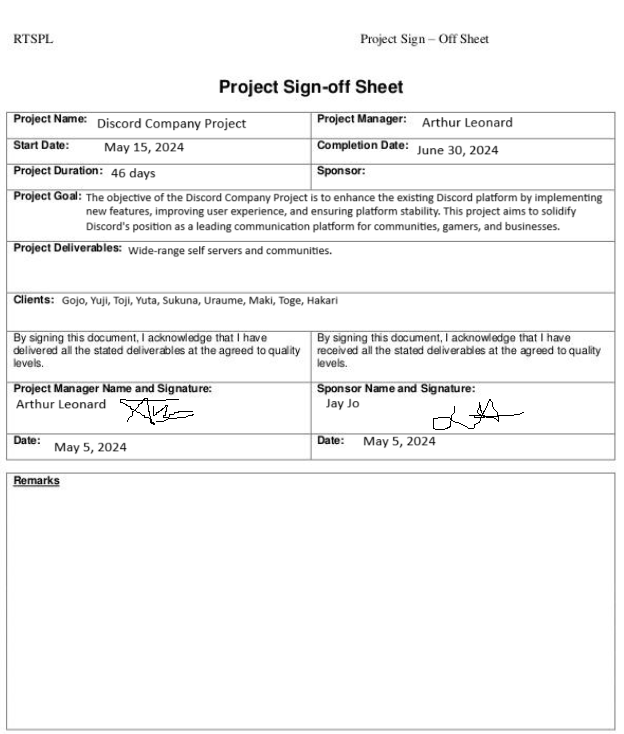 RTSPL Project Sign – Off Sheet
Project Sign-off Sheet
Project Name: Discord Company Project
Project Manager: Arthur Leonard
Start Date: May 15, 2024
Completion Date: June 30, 2024
Project Duration: 46 days
Sponsor:
Project Goal: The objective of the Discord Company Project is to enhance the existing Discord platform by implementing
new features, improving user experience, and ensuring platform stability. This project aims to solidify
Discord's position as a leading communication platform for communities, gamers, and businesses.
Project Deliverables: Wide-range self servers and communities.
Clients: Gojo, Yuji, Toji, Yuta, Sukuna, Uraume, Maki, Toge, Hakari
By signing this document, I acknowledge that I have
delivered all the stated deliverables at the agreed to quality
levels.
By signing this document, I acknowledge that I have
received all the stated deliverables at the agreed to quality
levels.
Project Manager Name and Signature:
Arthur Leonard
Sponsor Name and Signature:
Jay Jo
Date: May 5, 2024
Date: May 5, 2024
Remarks